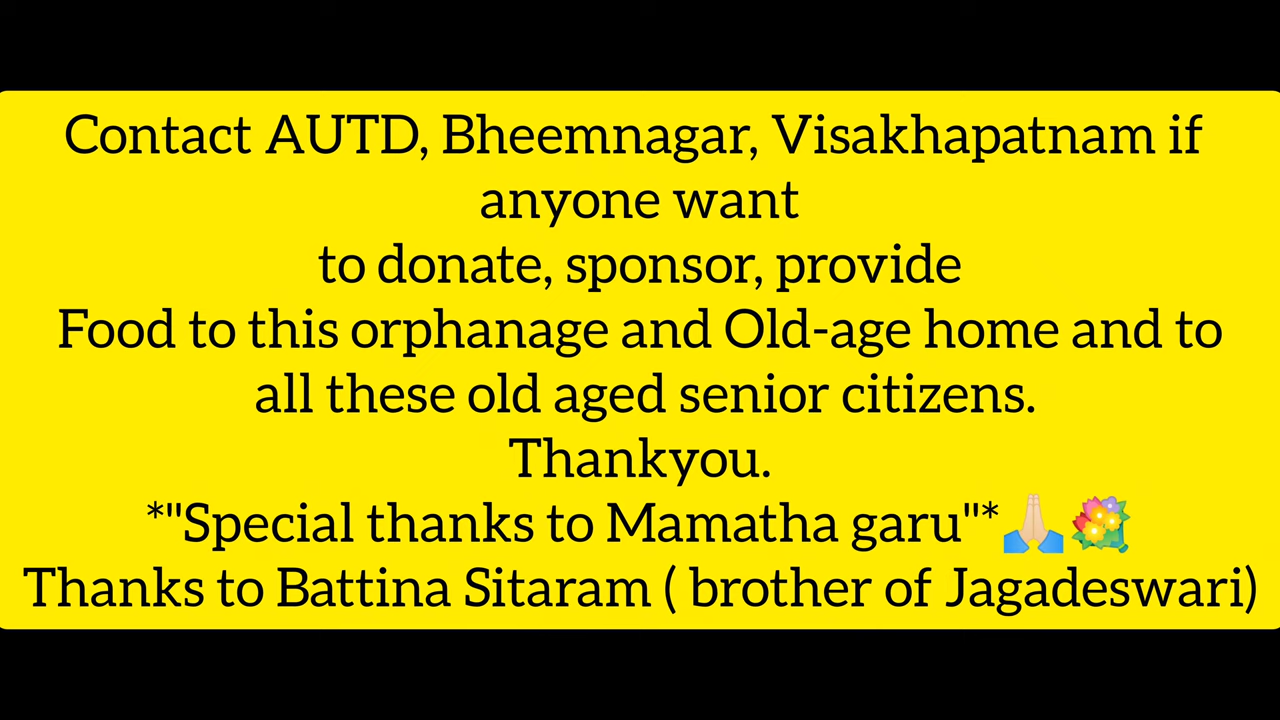 Contact AUTD, Bheemnagar, Visakhapatnam if
anyone want
to donate, sponsor, provide
Food to this orphanage and Old-age home and to
all these old aged senior citizens.
Thankyou.
*"Special thanks to Mamatha garu"*🙏🏻💐
Thanks to Battina Sitaram ( brother of Jagadeswari)